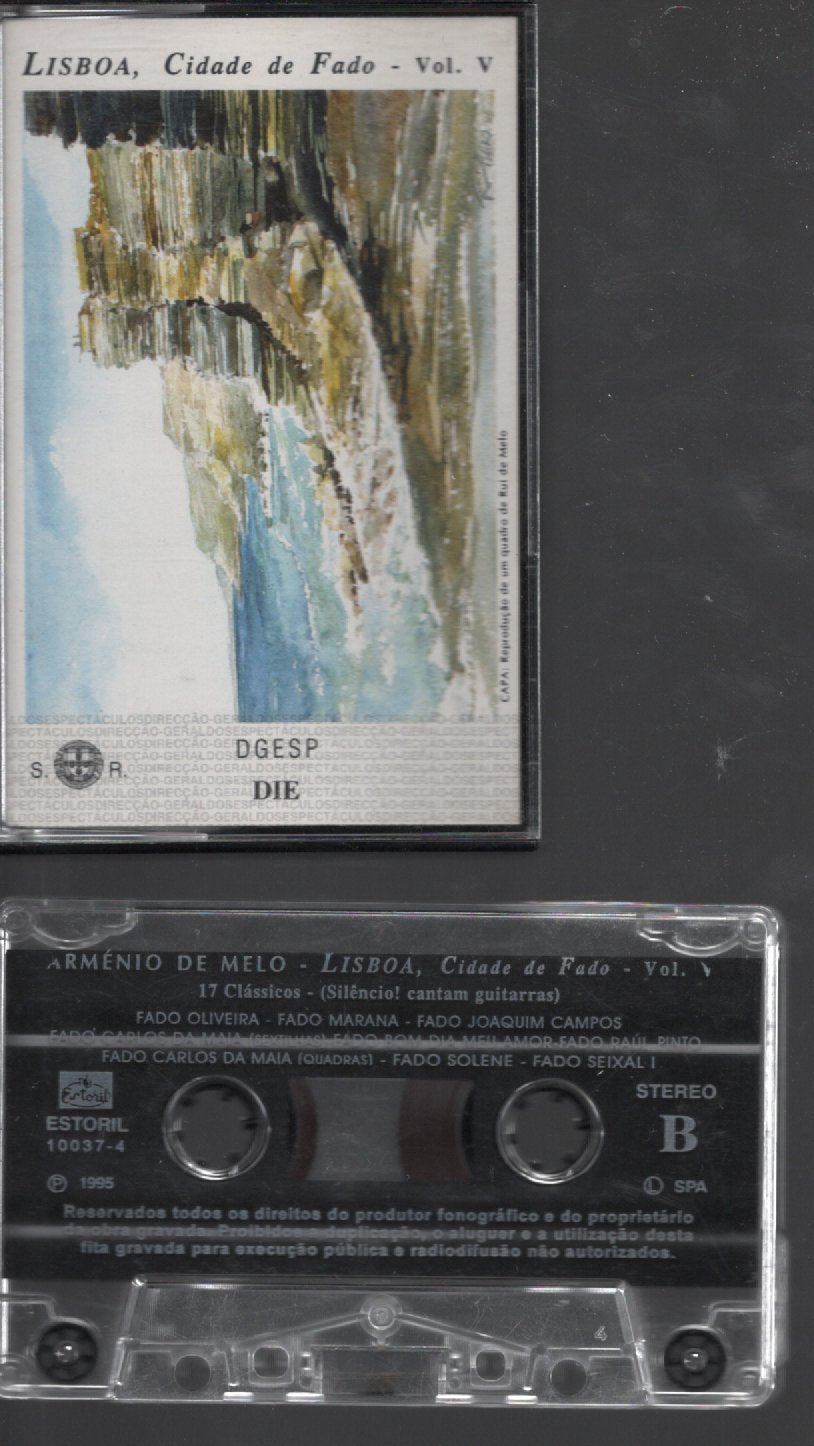 LISBOA, Cidade de Fado - Vol. V
CAPA: Reprodução de um quadro de Rui de Melo
DOSESPECTÁCULOSDIRECÇÃO-GERALDOSESPECTÁCULOSDIRECÇÃO-GERALDOS
S. R.
DGESP
DIE
ARMÉNIO DE MELO - LISBOA, Cidade de Fado - Vol. V
17 Clássicos - (Silêncio! cantam guitarras)
FADO OLIVEIRA - FADO MARANA - FADO JOAQUIM CAMPOS
FADO CARLOS DA MAIA (SEXTILHAS)-FADO BOM DIA MEU AMOR-FADO RAÚL PINTO
FADO CARLOS DA MAIA (QUADRAS) - FADO SOLENE - FADO SEIXAL I
Estoril
ESTORIL
10037-4
STEREO
B
Ⓟ 1995
Ⓛ SPA
Reservados todos os direitos do produtor fonográfico e do proprietário
da obra gravada. Proibidos a duplicação, o aluguer e a utilização desta
fita gravada para execução pública e radiodifusão não autorizados.
4